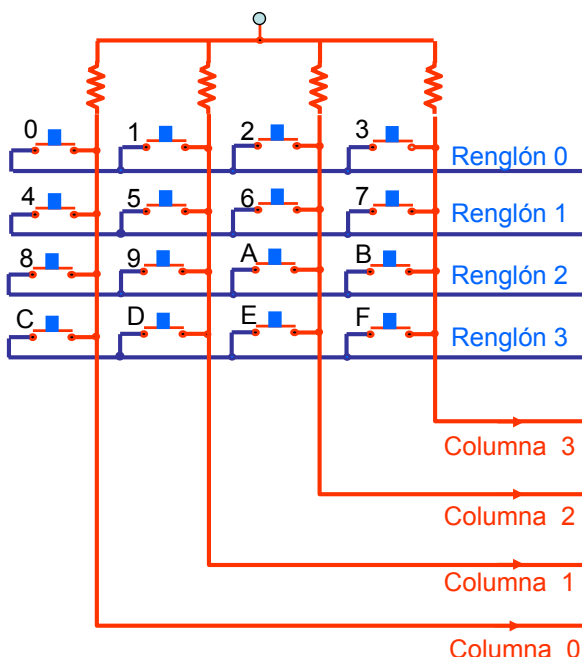 0 1 2 3
Renglón 0
4 5 6 7
Renglón 1
8 9 A B
Renglón 2
C D E F
Renglón 3
Columna 3
Columna 2
Columna 1
Columna 0